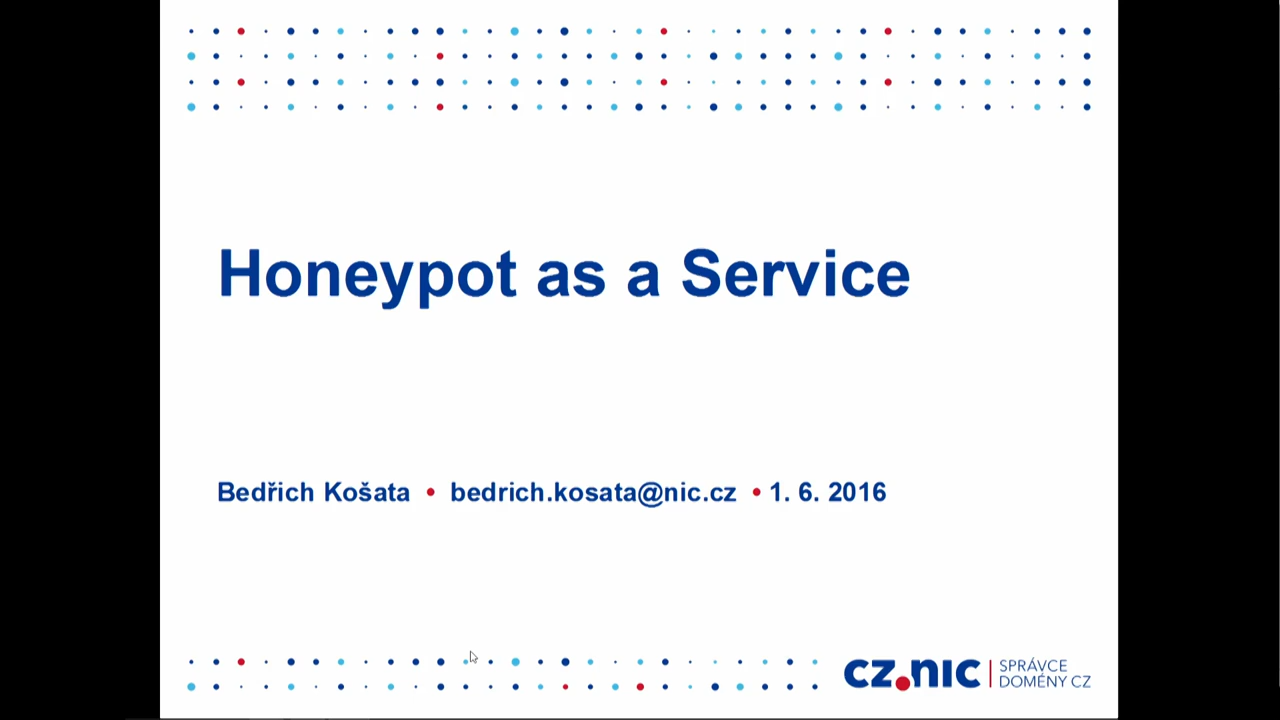 Honeypot as a Service
Bedřich Košata • bedrich.kosata@nic.cz • 1. 6. 2016
cz.nic | SPRÁVCE
DOMÉNY CZ